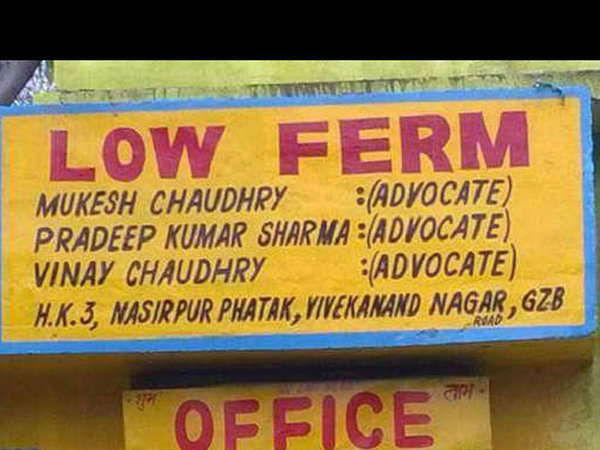 LOW FERM
MUKESH CHAUDHRY :(ADVOCATE)
PRADEEP KUMAR SHARMA :(ADVOCATE)
VINAY CHAUDHRY :(ADVOCATE)
H.K.3, NASIRPUR PHATAK, VIVEKANAND NAGAR, GZB
ROAD
शुभ लाभ
OFFICE